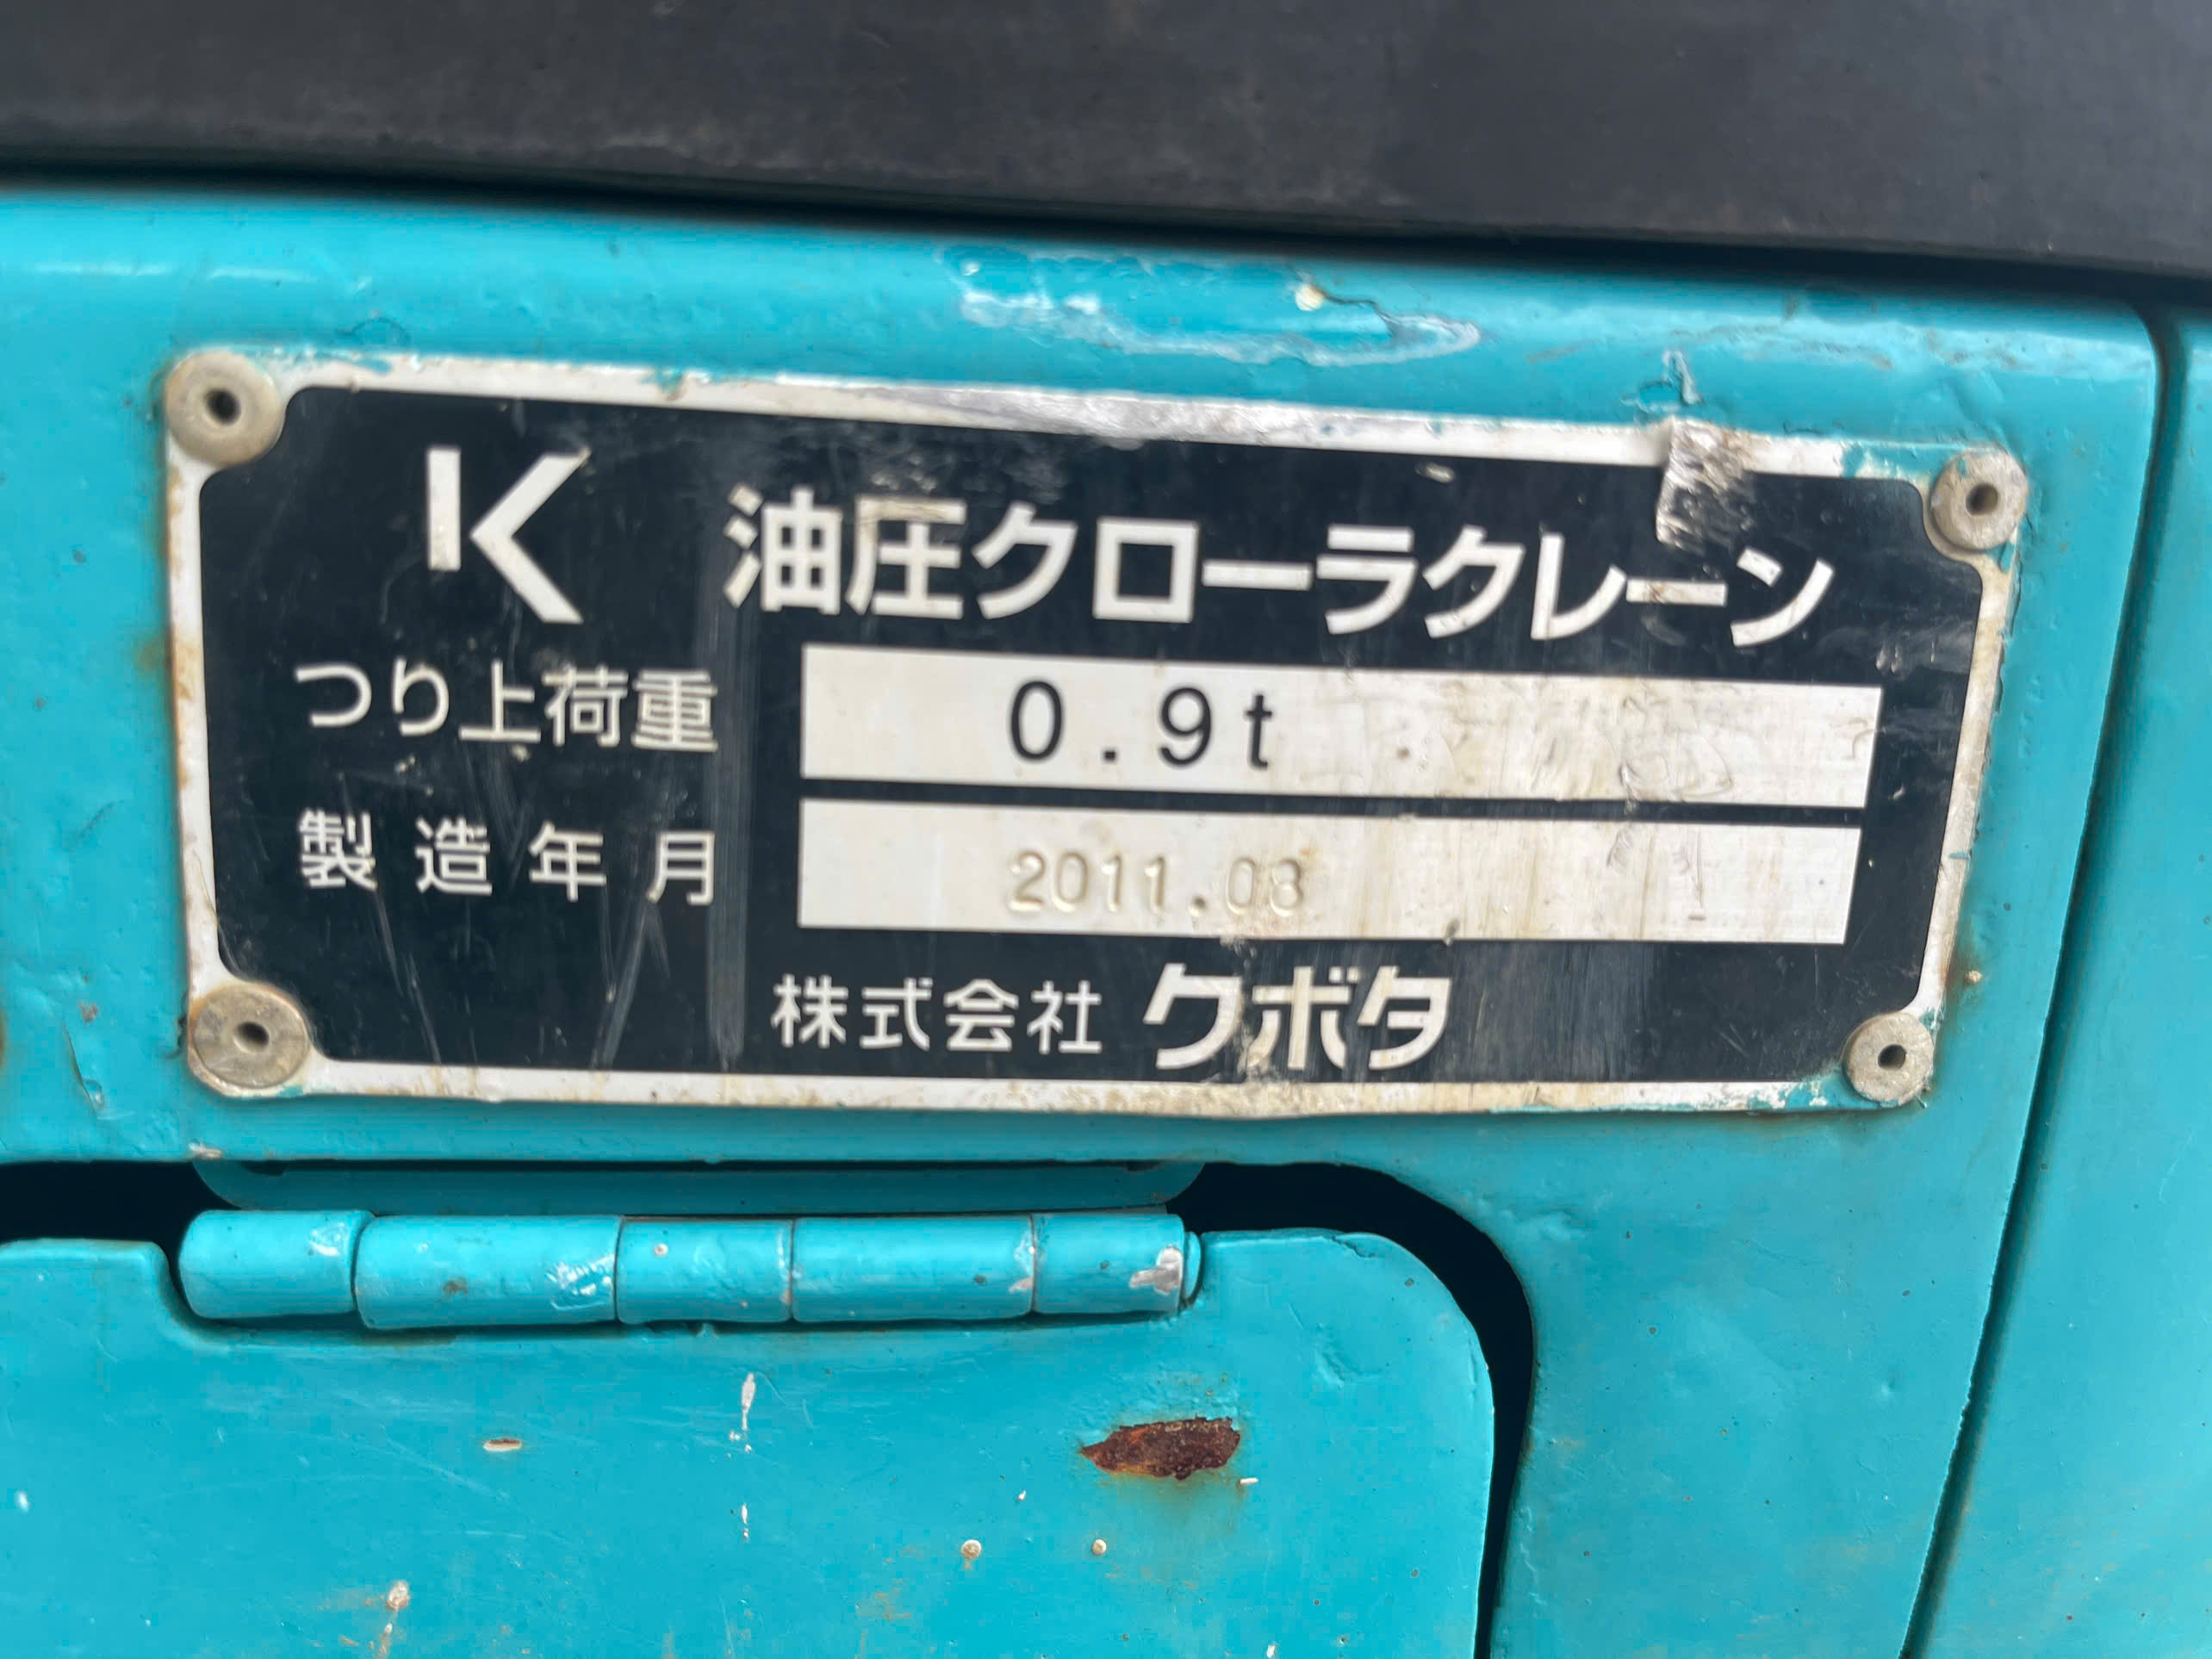 K 油圧クローラクレーン
つり上荷重 0.9t
製造年月 2011.08
株式会社 クボタ